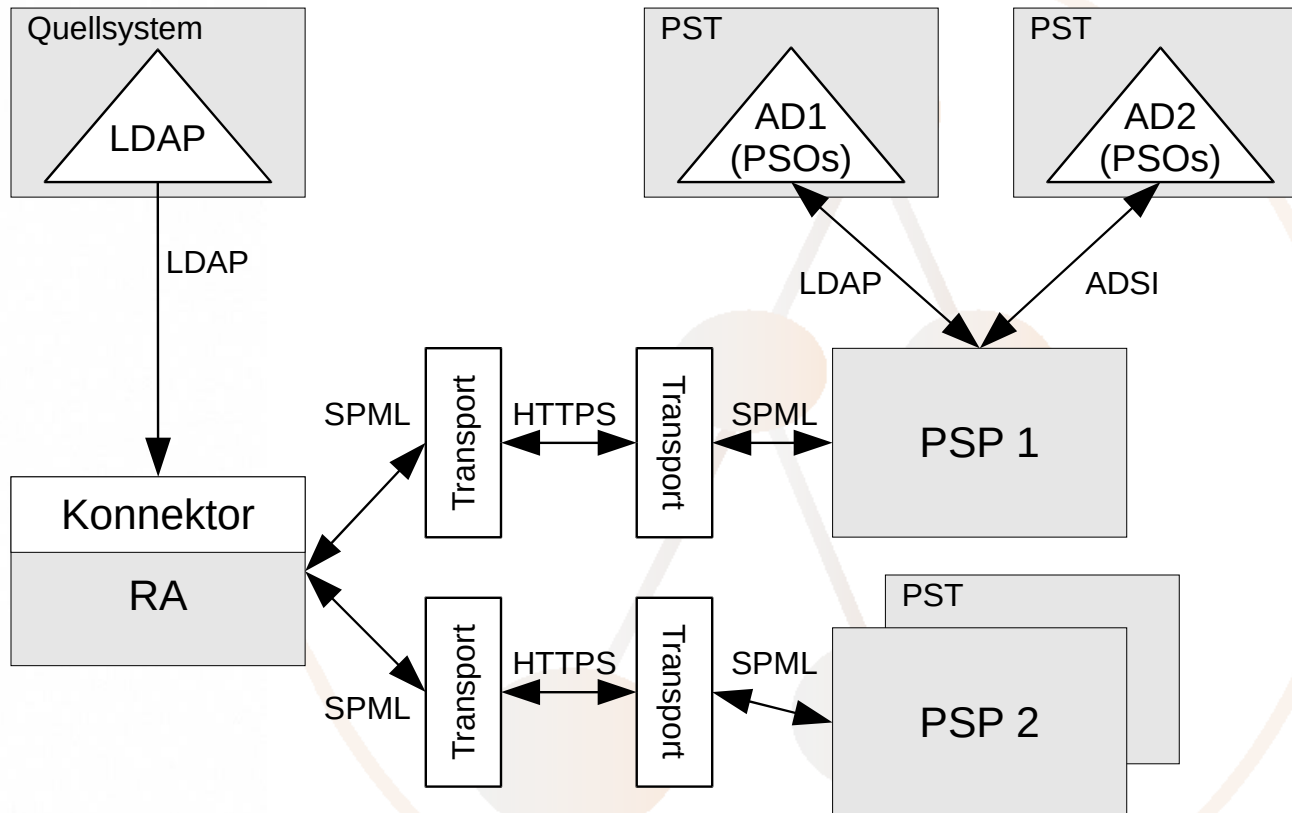 Quellsystem
LDAP
PST
AD1
(PSOs)
PST
AD2
(PSOs)
LDAP
LDAP
ADSI
SPML
Transport
HTTPS
Transport
SPML
PSP 1
Konnektor
RA
SPML
Transport
HTTPS
Transport
SPML
PST
PSP 2